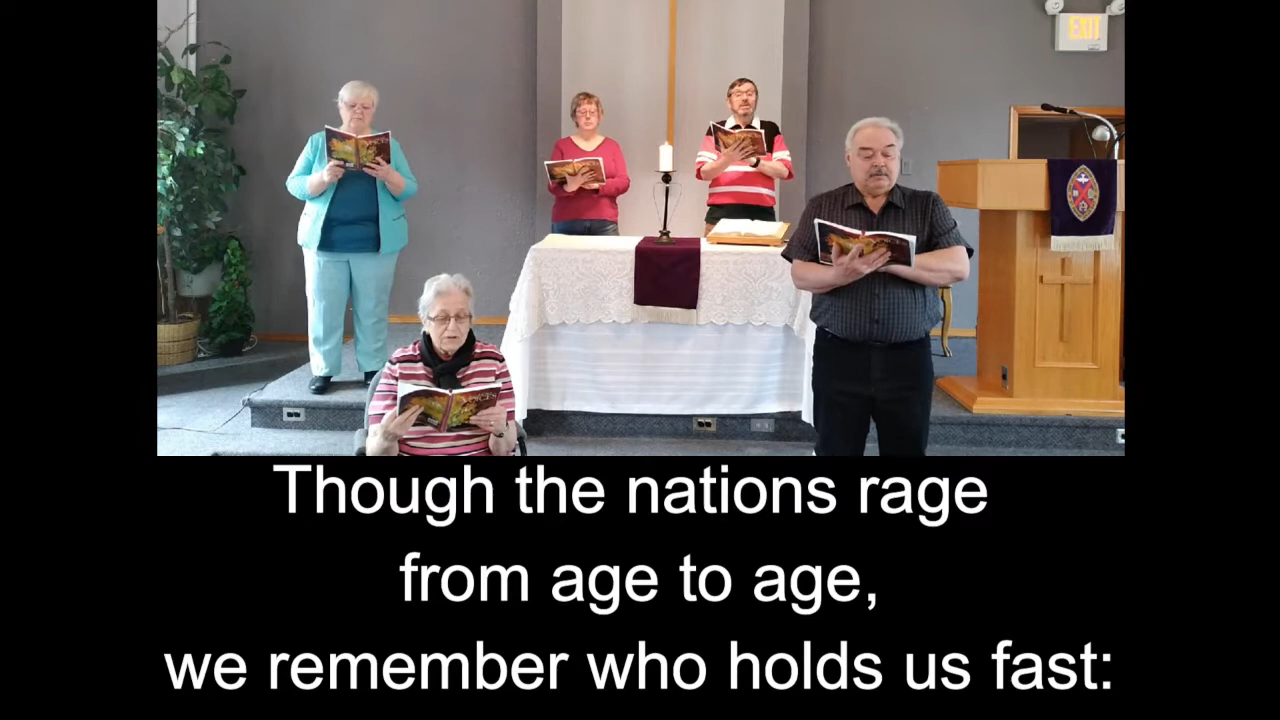 EXIT
Though the nations rage
from age to age,
we remember who holds us fast: